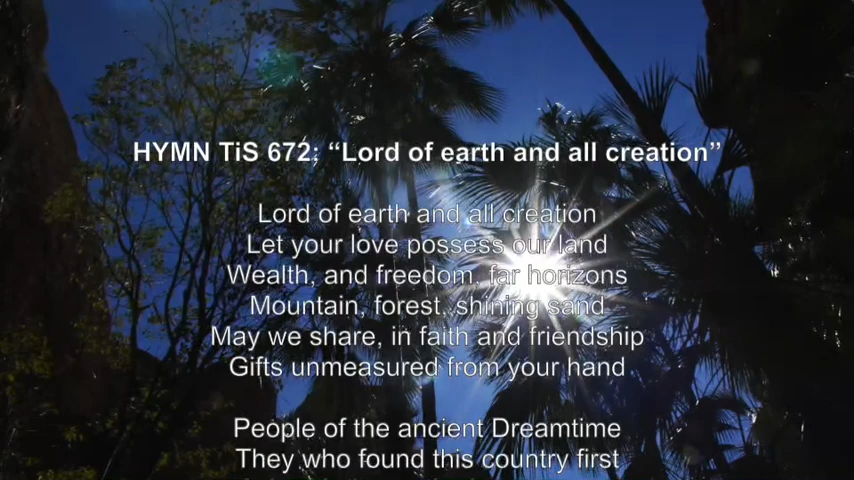 HYMN TiS 672: “Lord of earth and all creation”
Lord of earth and all creation
Let your love possess our land
Wealth, and freedom, far horizons
Mountain, forest, shining sand
May we share, in faith and friendship
Gifts unmeasured from your hand
People of the ancient Dreamtime
They who found this country first